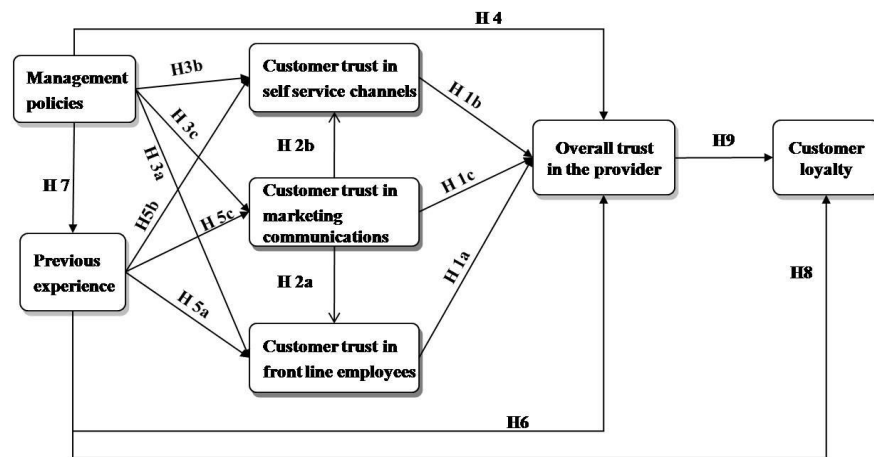 H 4
Management
policies
H3b
Customer trust in
self service channels
H 1b
H 3c
H 3a
H 2b
Overall trust
in the provider
H9
Customer
loyalty
H 7
H5b
Customer trust in
marketing
communications
H 1c
H 5c
Previous
experience
H 2a
H 1a
H8
H 5a
Customer trust in
front line employees
H6